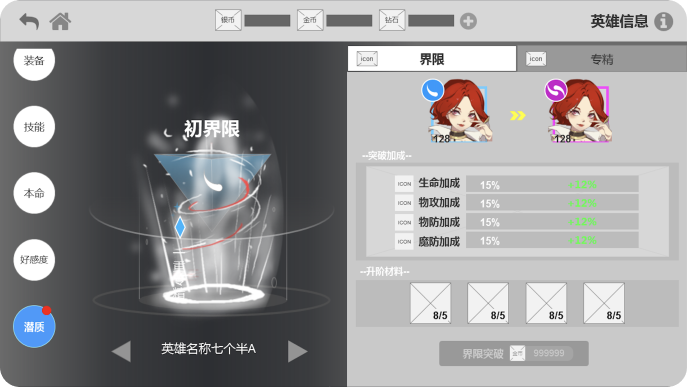 银币
金币
钻石
英雄信息
装备
技能
本命
好感度
潜质
初界限
英雄名称七个半A
icon
界限
icon
专精
128
128
--突破加成--
ICON 生命加成 15%
ICON 物攻加成 15%
ICON 物防加成 15%
ICON 魔防加成 15%
--升阶材料--
8/5 8/5 8/5 8/5
界限突破 金币 999999